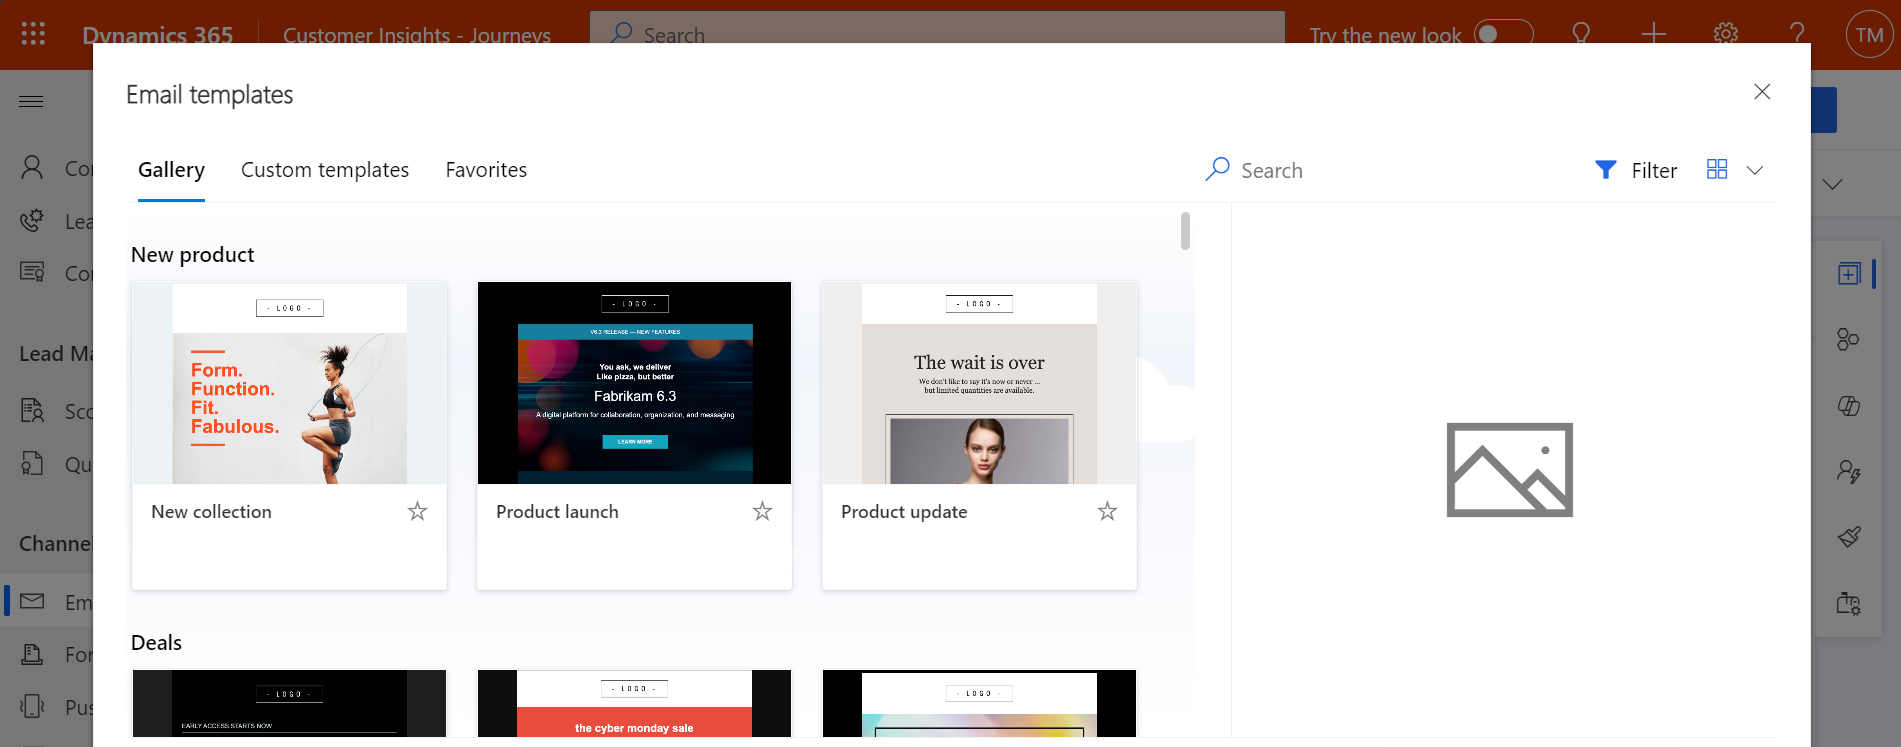 Dynamics 365
Customer Insights - Journeys
Search
Try the new look
TM
Email templates
Gallery
Custom templates
Favorites
Search
Filter
Co
Lea
Co
Lead Ma
Sco
Qu
Channe
Em
For
Pus
New product
- LOGO -
Form.
Function.
Fit.
Fabulous.
New collection
- LOGO -
V6.3 RELEASE — NEW FEATURES
You ask, we deliver
Like pizza, but better
Fabrikam 6.3
A digital platform for collaboration, organization, and messaging
LEARN MORE
Product launch
- LOGO -
The wait is over
We don't like to say it's now or never ...
but limited quantities are available.
Product update
Deals
- LOGO -
EARLY ACCESS STARTS NOW
- LOGO -
the cyber monday sale
- LOGO -